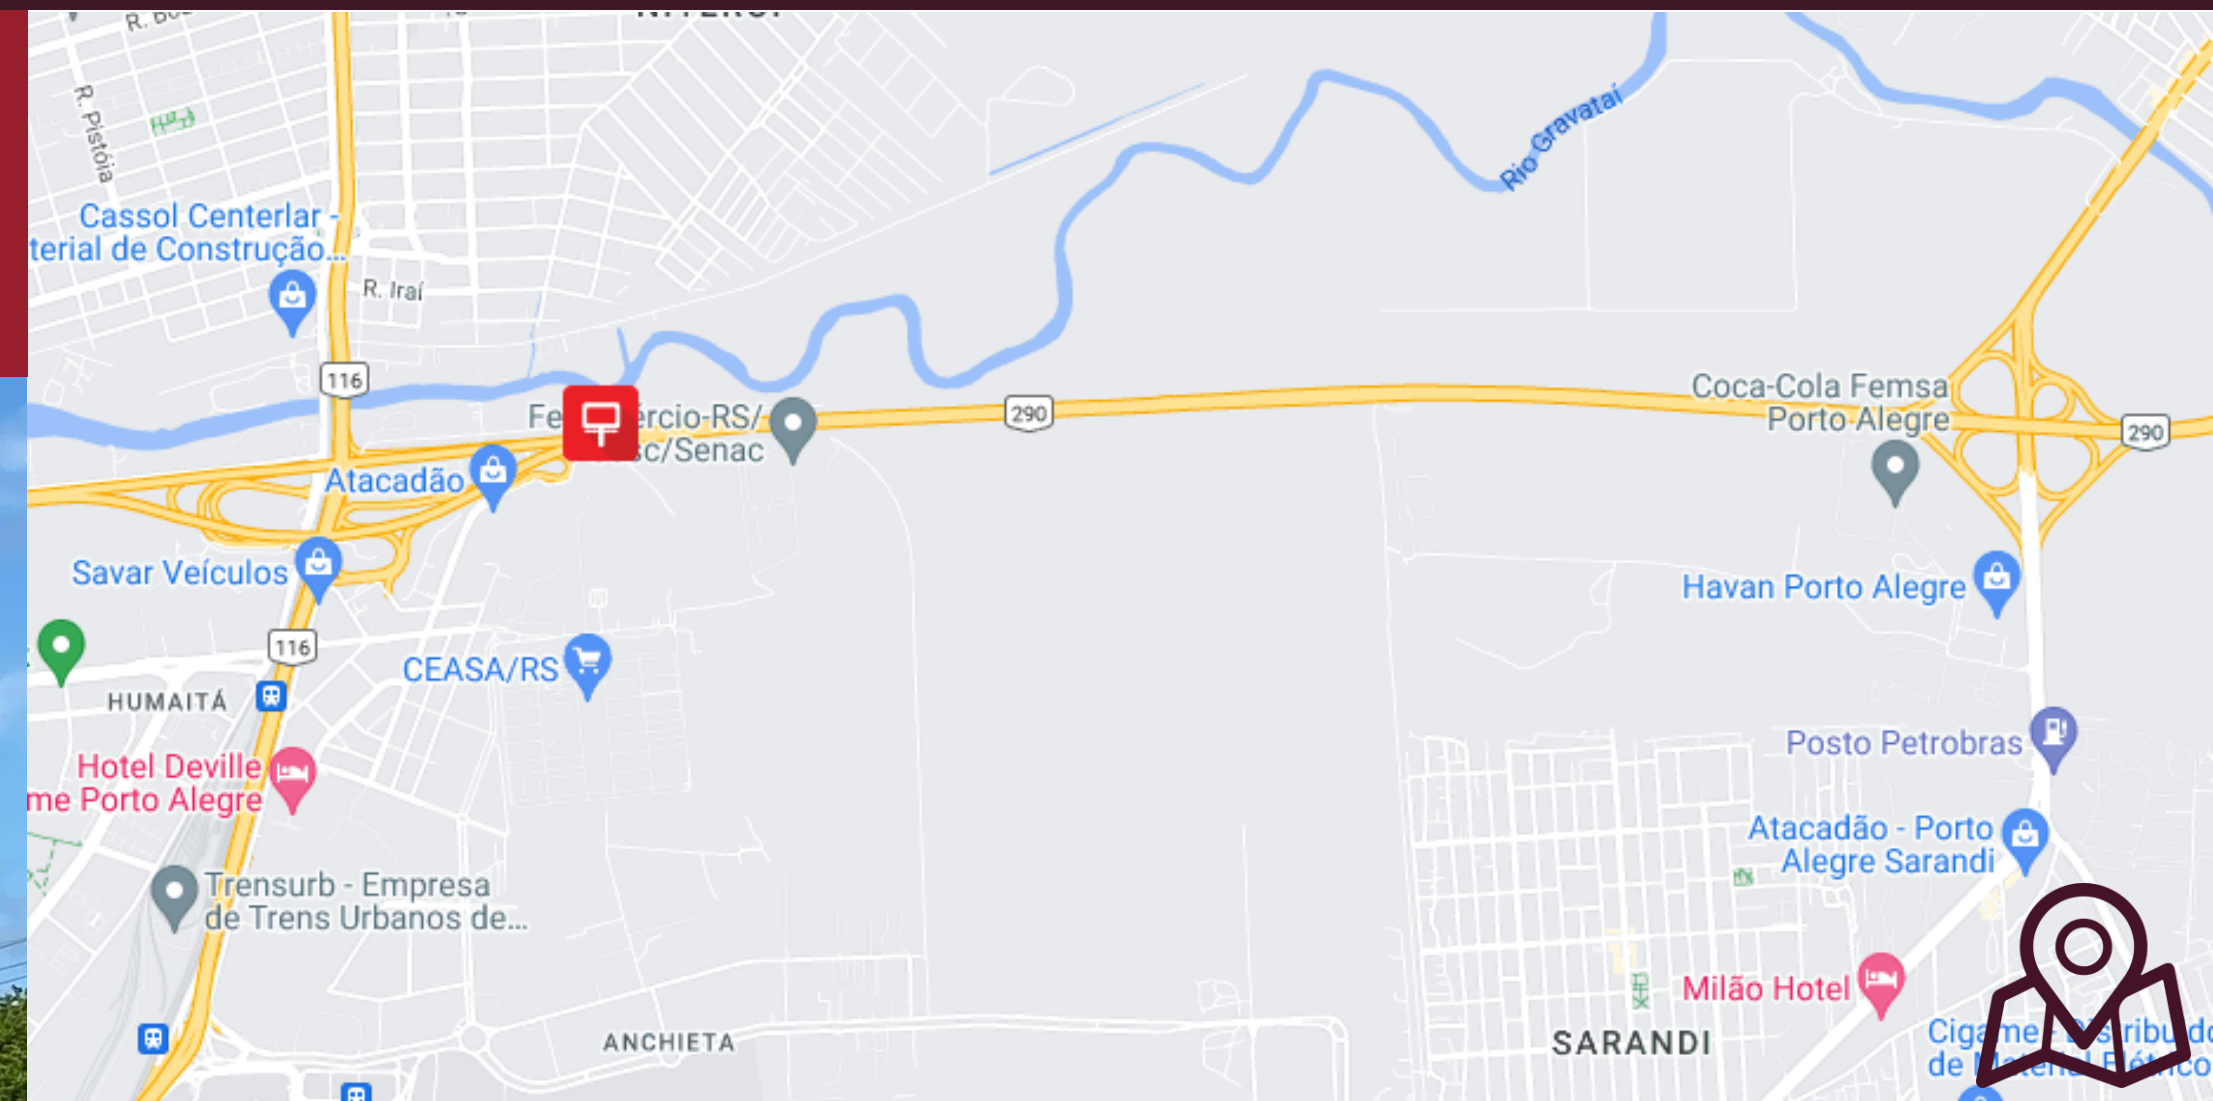 R. Pistóia
Rio Gravataí
Cassol Centerlar -
terial de Construção...
R. Iraí
116
290
Coca-Cola Femsa
Porto Alegre
290
rcio-RS/
sc/Senac
Atacadão
Savar Veículos
Havan Porto Alegre
116
CEASA/RS
HUMAITÁ
Posto Petrobras
Hotel Deville
me Porto Alegre
Atacadão - Porto
Alegre Sarandi
Trensurb - Empresa
de Trens Urbanos de...
Milão Hotel
ANCHIETA
SARANDI